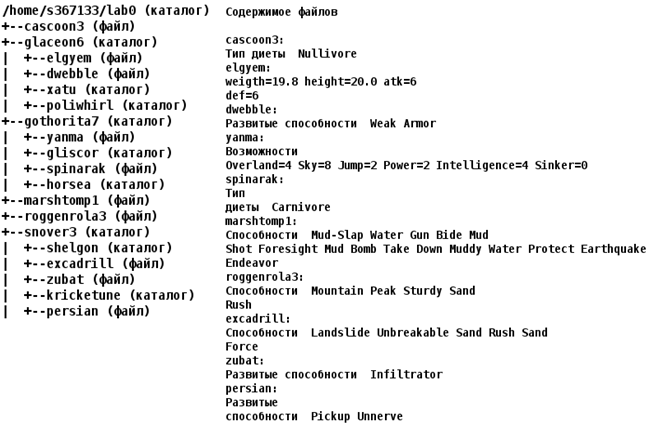 /home/s367133/lab0 (каталог)
+--cascoon3 (файл)
+--glaceon6 (каталог)
|  +--elgyem (файл)
|  +--dwebble (файл)
|  +--xatu (каталог)
|  +--poliwhirl (каталог)
+--gothorita7 (каталог)
|  +--yanma (файл)
|  +--gliscor (каталог)
|  +--spinarak (файл)
|  +--horsea (каталог)
+--marshtomp1 (файл)
+--roggenrola3 (файл)
+--snover3 (каталог)
|  +--shelgon (каталог)
|  +--excadrill (файл)
|  +--zubat (файл)
|  +--kricketune (каталог)
|  +--persian (файл)
Содержимое файлов
cascoon3:
Тип диеты  Nullivore
elgyem:
weigth=19.8 height=20.0 atk=6
def=6
dwebble:
Развитые способности  Weak Armor
yanma:
Возможности
Overland=4 Sky=8 Jump=2 Power=2 Intelligence=4 Sinker=0
spinarak:
Тип
диеты  Carnivore
marshtomp1:
Способности  Mud-Slap Water Gun Bide Mud
Shot Foresight Mud Bomb Take Down Muddy Water Protect Earthquake
Endeavor
roggenrola3:
Способности  Mountain Peak Sturdy Sand
Rush
excadrill:
Способности  Landslide Unbreakable Sand Rush Sand
Force
zubat:
Развитые способности  Infiltrator
persian:
Развитые
способности  Pickup Unnerve